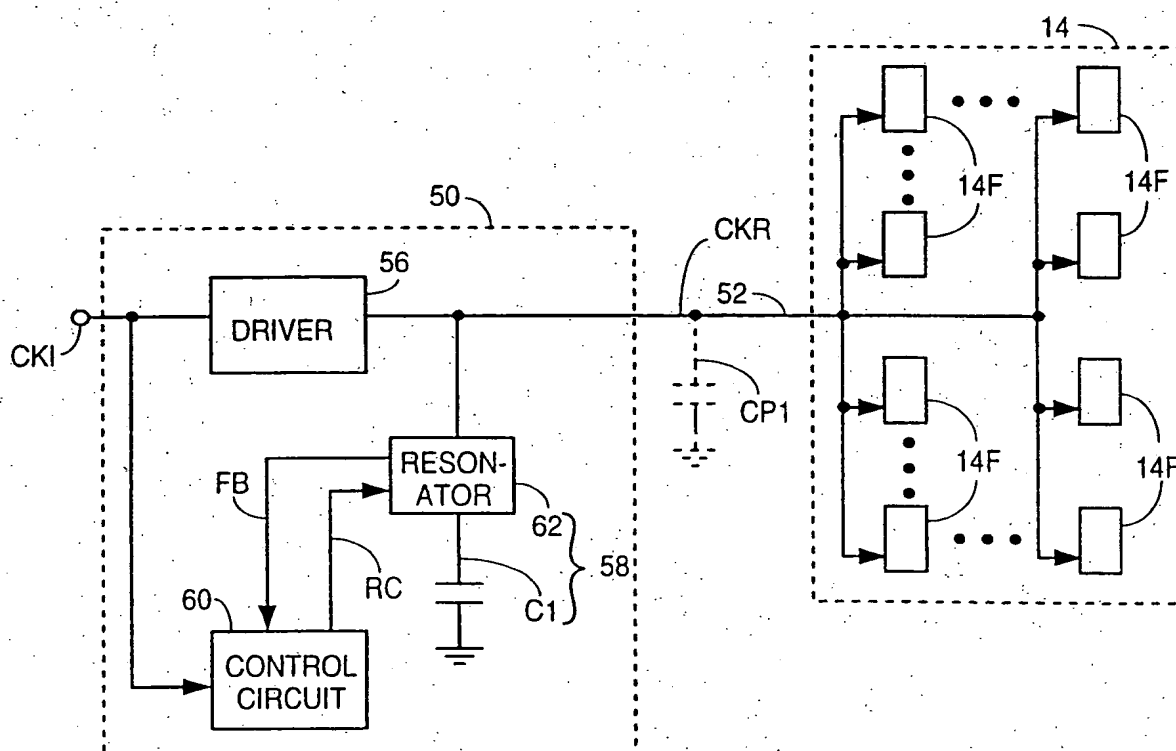 14
14F
14F
50
CKR
56
52
DRIVER
CKI
CP1
RESON-
ATOR
FB
62
14F
14F
58
RC
C1
60
CONTROL
CIRCUIT